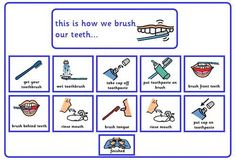 this is how we brush
our teeth...
get your
toothbrush
wet toothbrush
take cap off
toothpaste
put toothpaste on
brush
brush front teeth
brush behind teeth
rinse mouth
brush tongue
rinse mouth
put cap on
toothpaste
finished